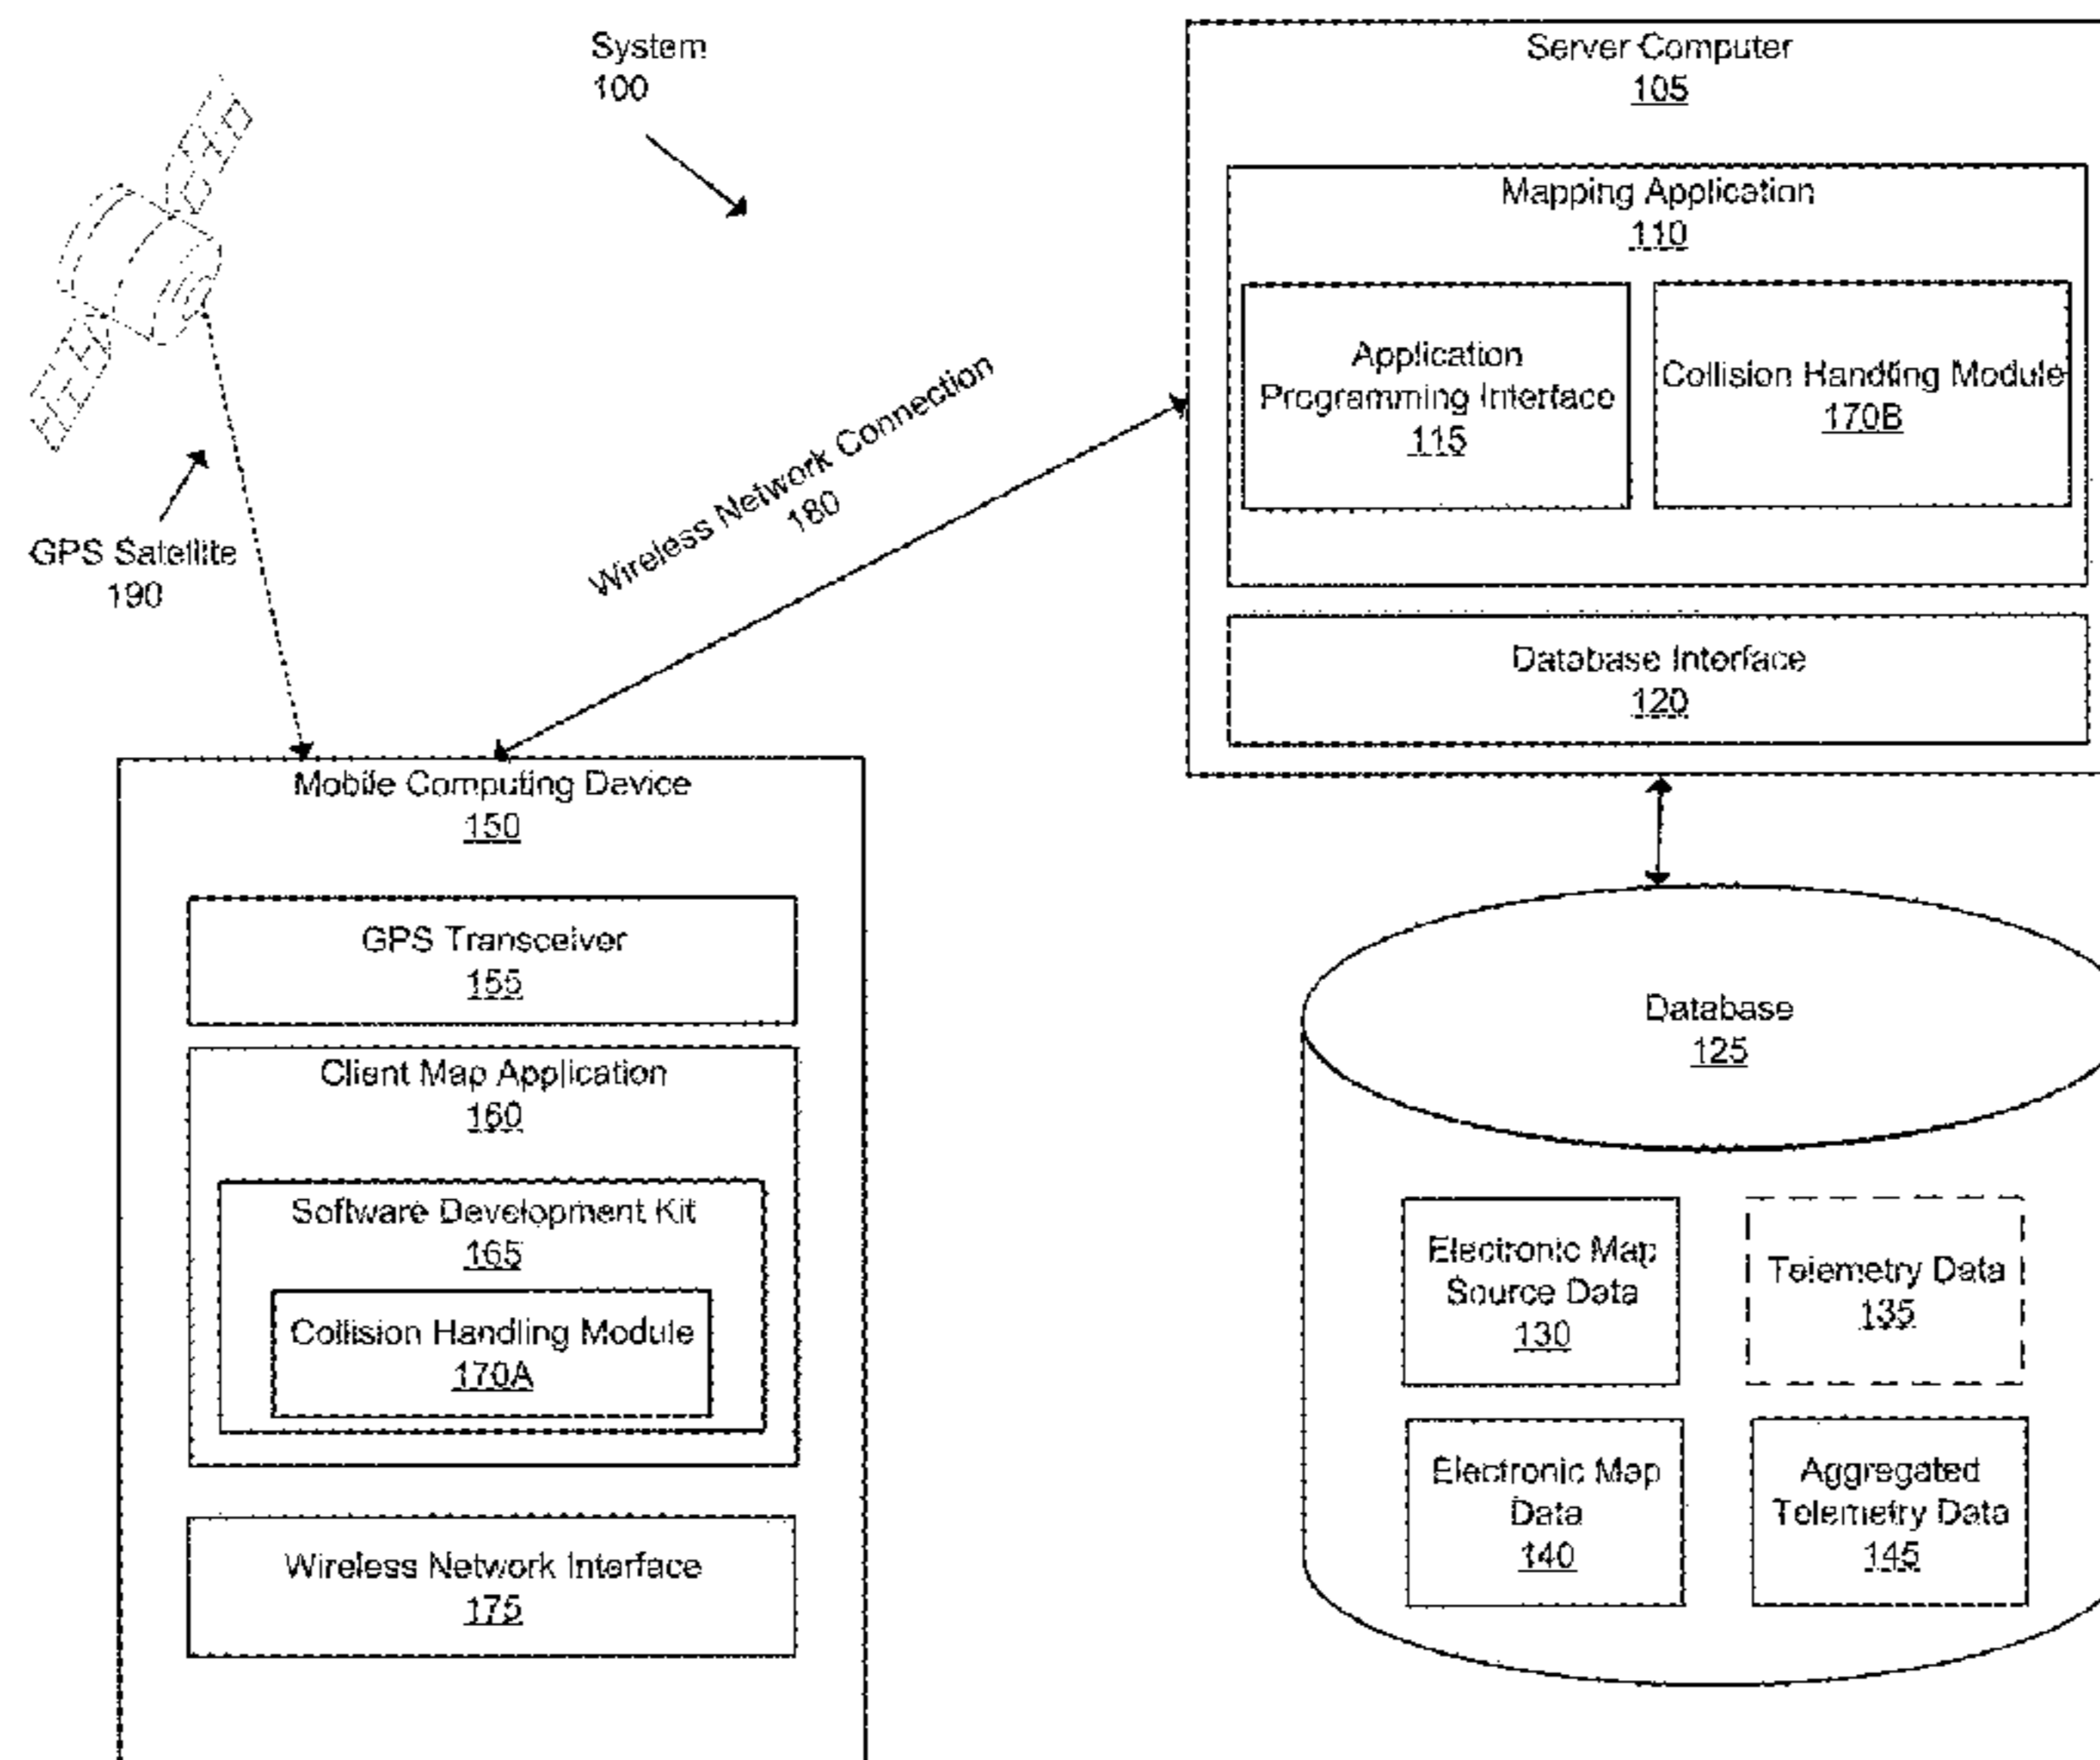 System
100
Server Computer
105
Mapping Application
110
Application
Programming Interface
115
Collision Handling Module
170B
Database Interface
120
Wireless Network Connection
180
GPS Satellite
190
Mobile Computing Device
150
GPS Transceiver
155
Client Map Application
160
Software Development Kit
165
Collision Handling Module
170A
Wireless Network Interface
175
Database
125
Electronic Map
Source Data
130
Telemetry Data
135
Electronic Map
Data
140
Aggregated
Telemetry Data
145